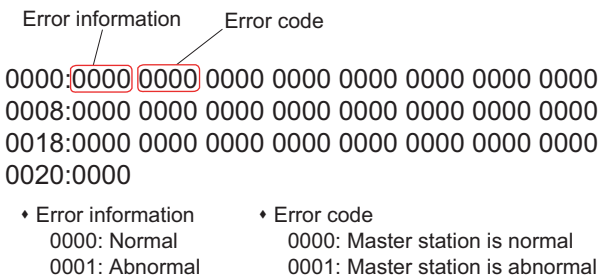 Error information Error code
0000:0000 0000 0000 0000 0000 0000 0000 0000
0008:0000 0000 0000 0000 0000 0000 0000 0000
0018:0000 0000 0000 0000 0000 0000 0000 0000
0020:0000
♦ Error information ♦ Error code
0000: Normal 0000: Master station is normal
0001: Abnormal 0001: Master station is abnormal